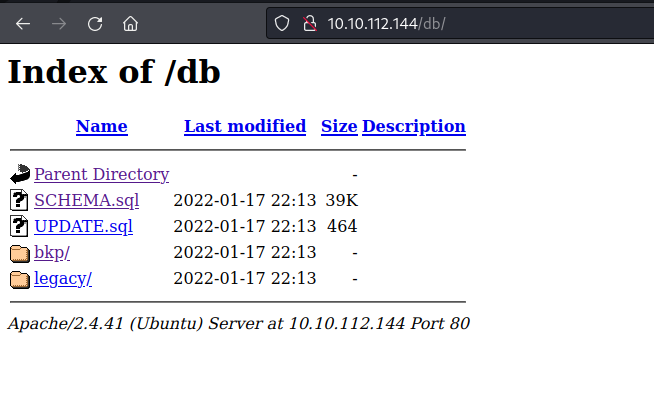 10.10.112.144/db/
Index of /db
Name Last modified Size Description
Parent Directory -
SCHEMA.sql 2022-01-17 22:13 39K
UPDATE.sql 2022-01-17 22:13 464
bkp/ 2022-01-17 22:13 -
legacy/ 2022-01-17 22:13 -
Apache/2.4.41 (Ubuntu) Server at 10.10.112.144 Port 80